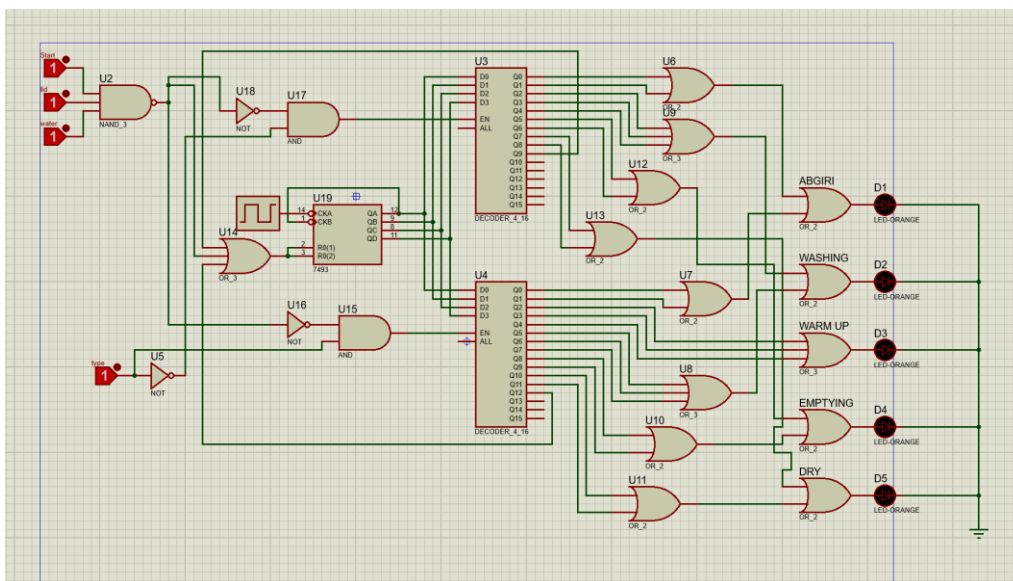 Start
1
lid
1
water
1
U2
NAND_3
U18
NOT
U17
AND
U3
D0
D1
D2
D3
EN
ALL
Q0
Q1
Q2
Q3
Q4
Q5
Q6
Q7
Q8
Q9
Q10
Q11
Q12
Q13
Q14
Q15
DECODER_4_16
U6
OR_2
U9
OR_3
U12
OR_2
U13
OR_2
U19
14
CKA
1
CKB
2
R0(1)
3
R0(2)
QA
12
QB
9
QC
8
QD
11
7493
U14
OR_3
U16
NOT
U15
AND
type
1
U5
NOT
U4
D0
D1
D2
D3
EN
ALL
Q0
Q1
Q2
Q3
Q4
Q5
Q6
Q7
Q8
Q9
Q10
Q11
Q12
Q13
Q14
Q15
DECODER_4_16
U7
OR_2
U8
OR_3
U10
OR_2
U11
OR_2
ABGIRI
OR_2
D1
LED-ORANGE
WASHING
OR_2
D2
LED-ORANGE
WARM UP
OR_3
D3
LED-ORANGE
EMPTYING
OR_2
D4
LED-ORANGE
DRY
OR_2
D5
LED-ORANGE